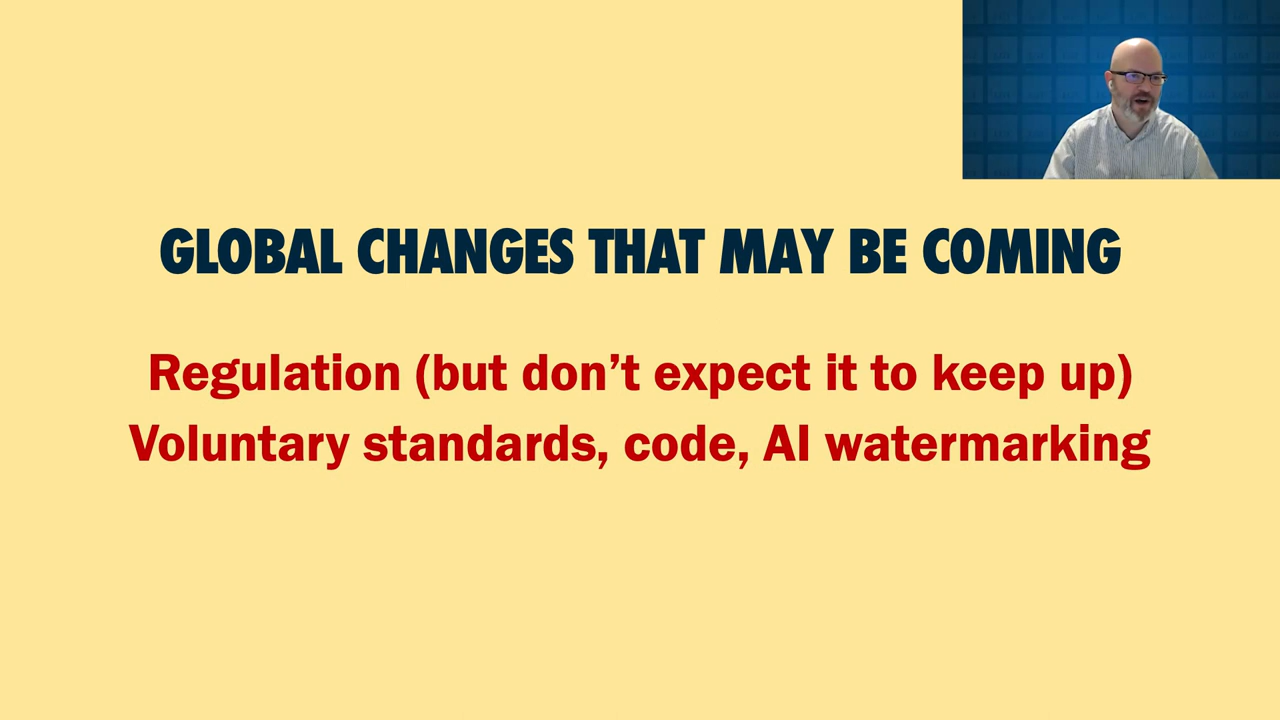 GLOBAL CHANGES THAT MAY BE COMING
Regulation (but don’t expect it to keep up)
Voluntary standards, code, AI watermarking